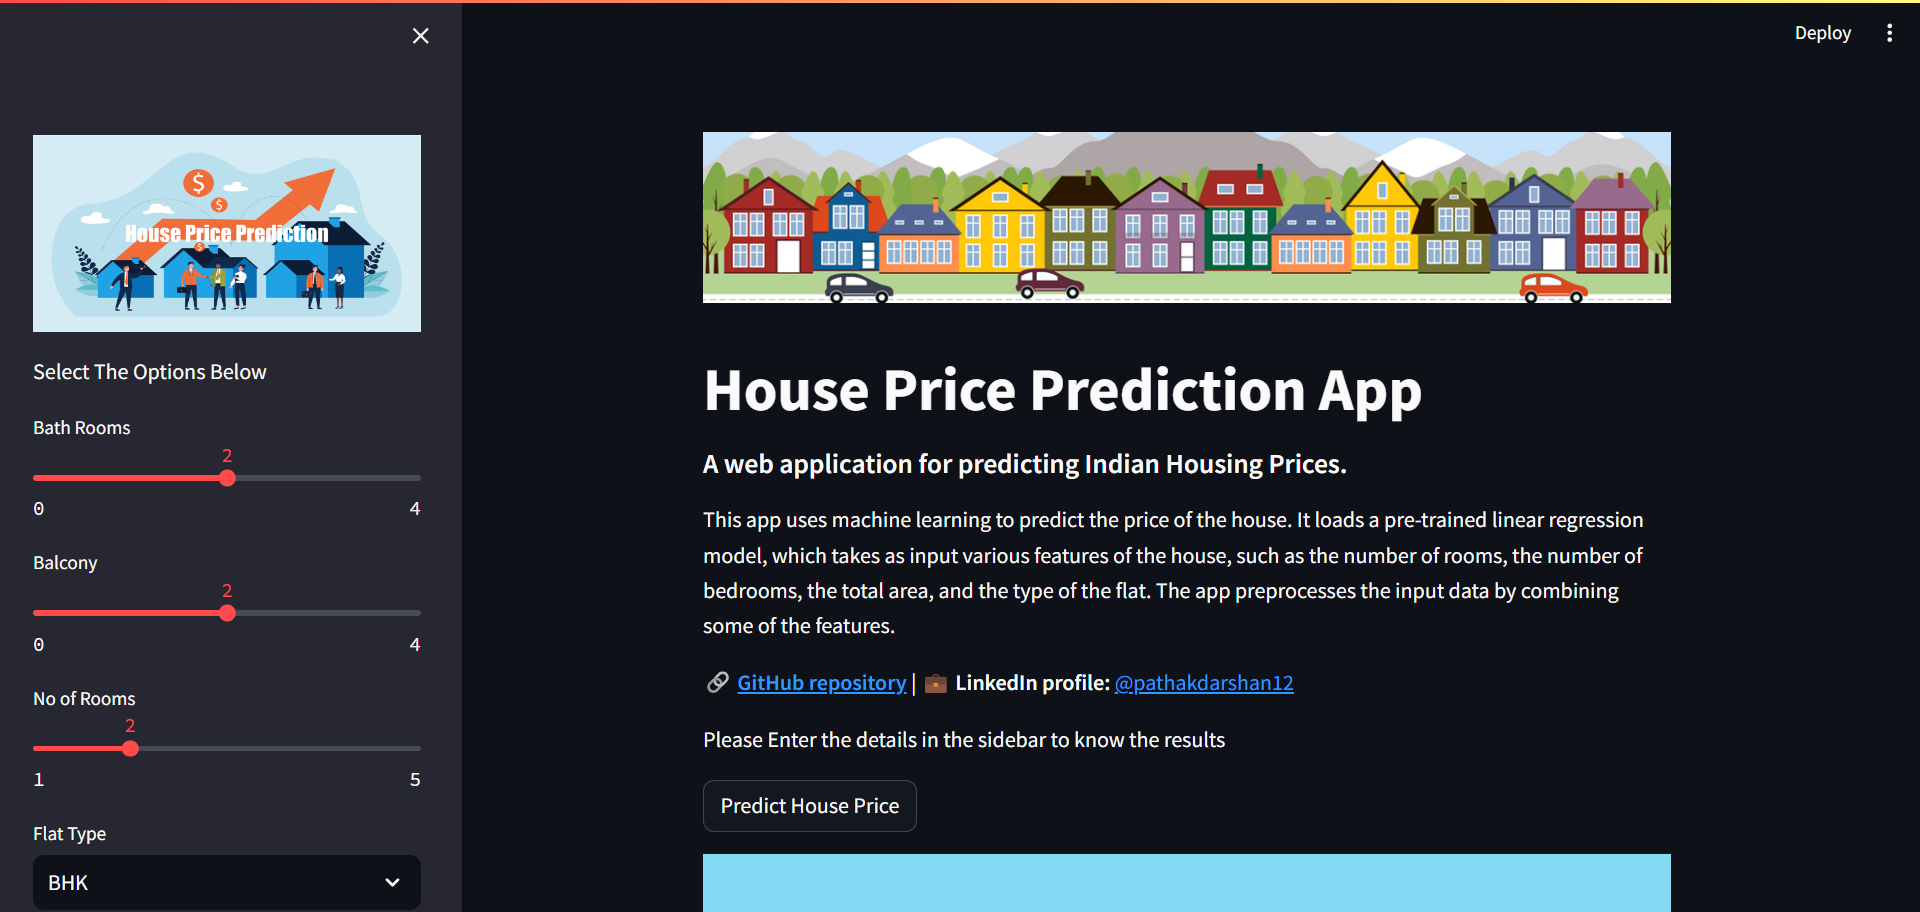 Deploy
$
$
House Price Prediction
$
Select The Options Below
Bath Rooms
2
0 4
Balcony
2
0 4
No of Rooms
2
1 5
Flat Type
BHK
House Price Prediction App
A web application for predicting Indian Housing Prices.
This app uses machine learning to predict the price of the house. It loads a pre-trained linear regression
model, which takes as input various features of the house, such as the number of rooms, the number of
bedrooms, the total area, and the type of the flat. The app preprocesses the input data by combining
some of the features.
🔗 GitHub repository | 💼 LinkedIn profile: @pathakdarshan12
Please Enter the details in the sidebar to know the results
Predict House Price